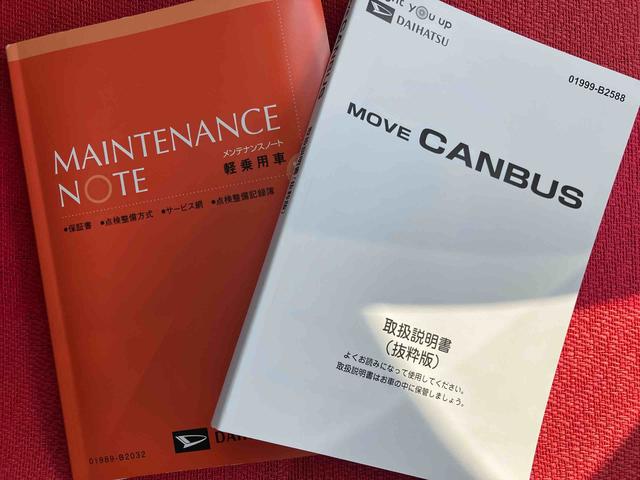 MAINTENANCE
NOTE
メンテナンスノート
軽乗用車
●保証書 ●点検整備方式 ●サービス網 ●点検整備記録簿
01989-B2032
you up
DAIHATSU
01999-B2588
MOVE CANBUS
取扱説明書
(抜粋版)
よくお読みになって使用してください。
取扱説明書はお車の中に保管しましょう。